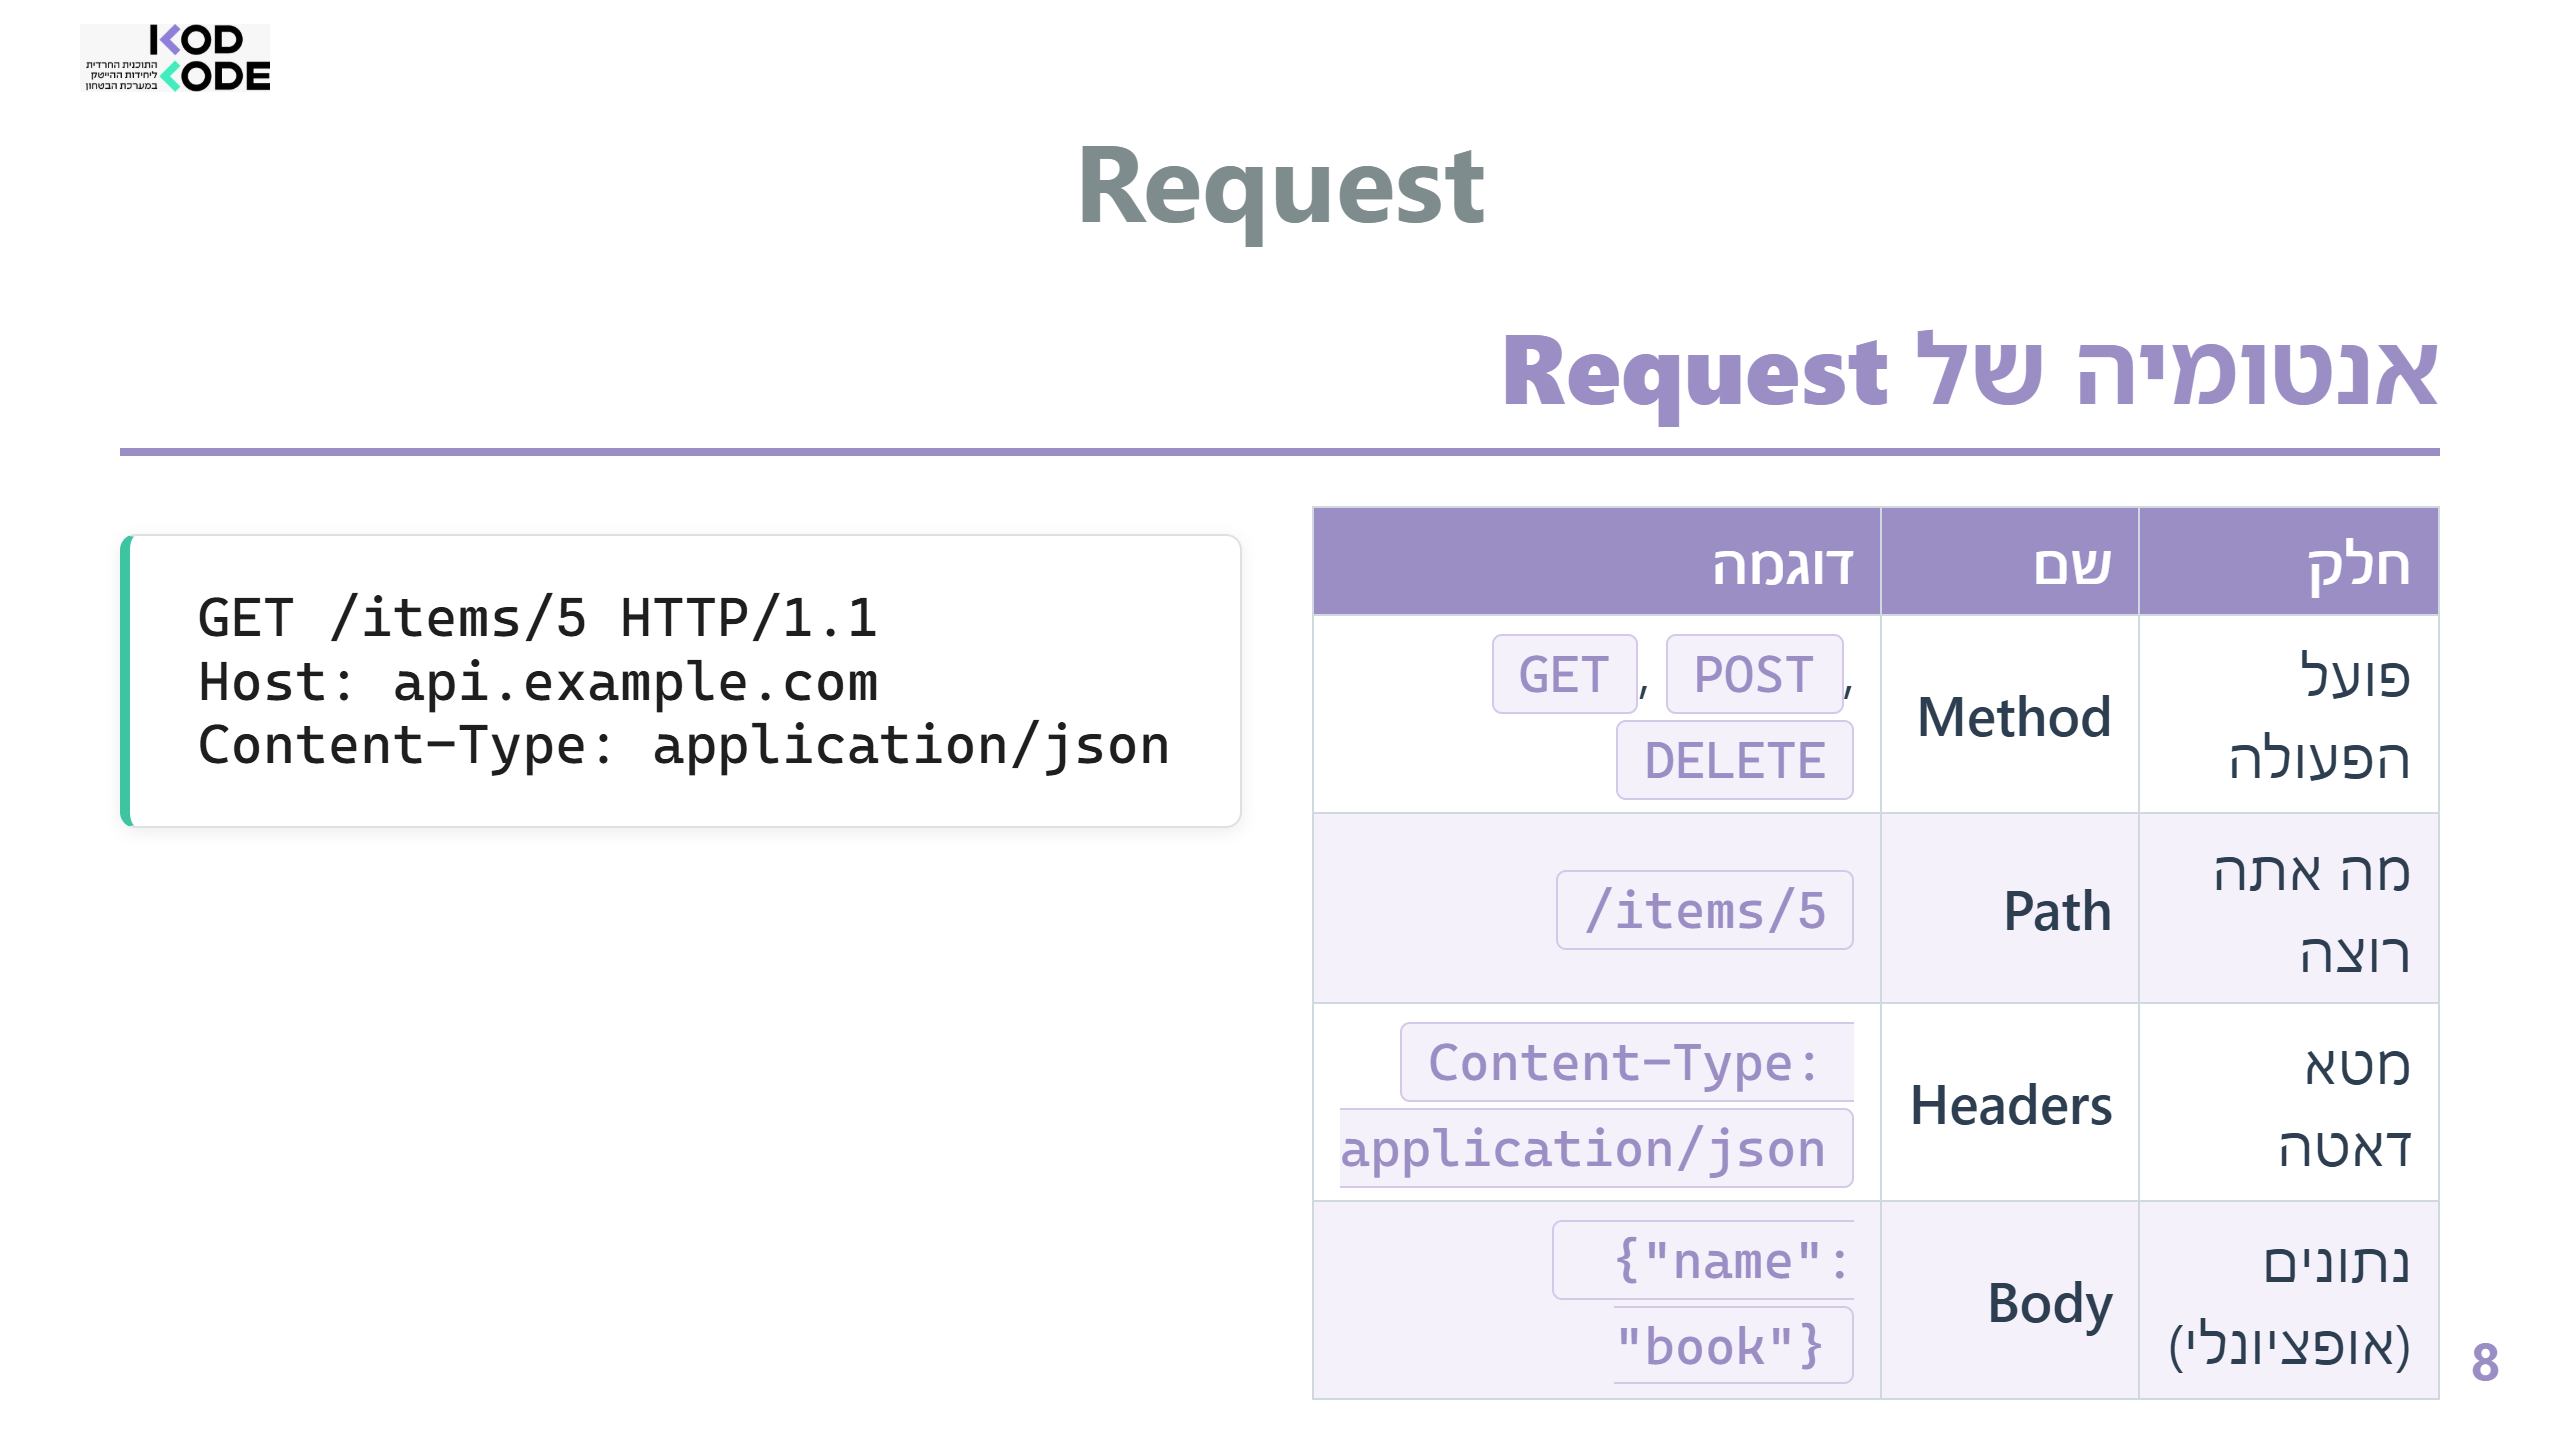 KOD
KODE
התוכנית החרדית
ליחידות ההייטק
במערכת הבטחון
Request
אנטומיה של Request
חלק שם דוגמה
פועל
הפעולה
Method
GET, POST,
DELETE
מה אתה
רוצה
Path
/items/5
מטא
דאטה
Headers
Content-Type:
application/json
נתונים
(אופציונלי)
Body
{"name":
"book"}
GET /items/5 HTTP/1.1
Host: api.example.com
Content-Type: application/json
8